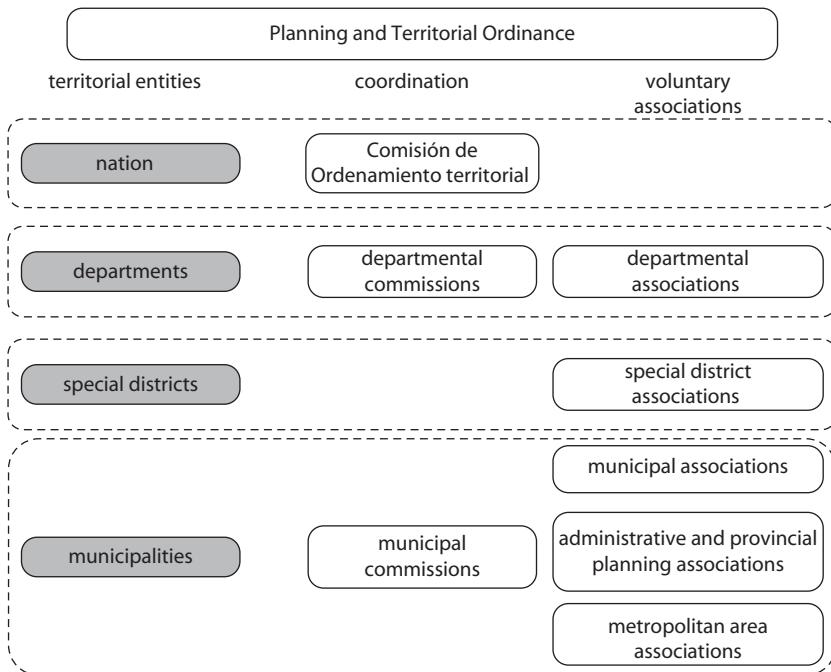 Planning and Territorial Ordinance
territorial entities
coordination
voluntary
associations
nation
Comisión de
Ordenamiento territorial
departments
departmental
commissions
departmental
associations
special districts
special district
associations
municipalities
municipal
commissions
municipal associations
administrative and provincial
planning associations
metropolitan area
associations